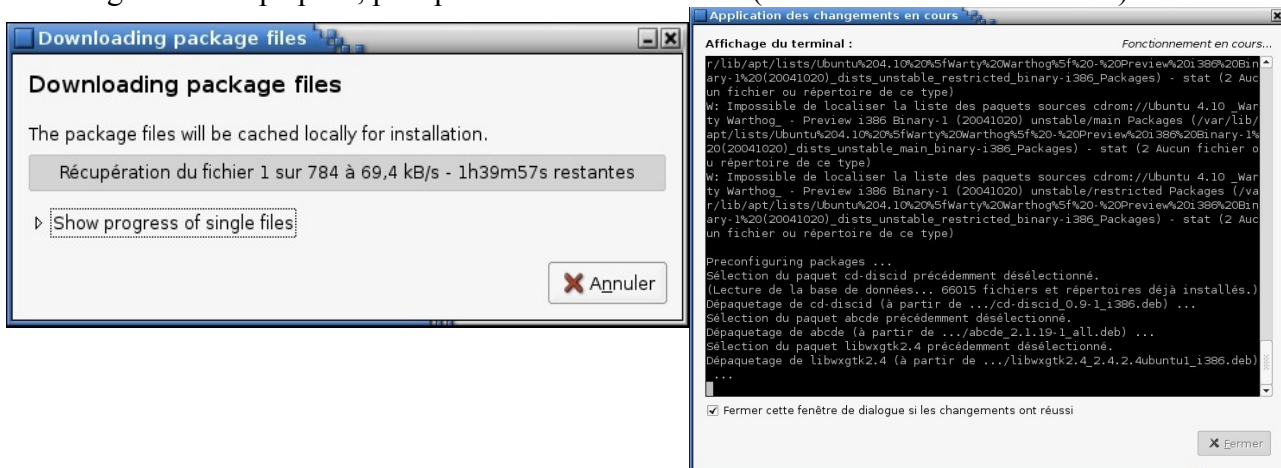 Downloading package files
Downloading package files
The package files will be cached locally for installation.
Récupération du fichier 1 sur 784 à 69,4 kB/s - 1h39m57s restantes
Show progress of single files
Annuler
Application des changements en cours
Affichage du terminal :
Fonctionnement en cours...
r/lib/apt/lists/Ubuntu%204.10%20%5fWarty%20Warthog%5f%20-%20Preview%20i386%20Bin
ary-1%20(20041020)_dists_unstable_restricted_binary-i386_Packages) - stat (2 Auc
un fichier ou répertoire de ce type)
W: Impossible de localiser la liste des paquets sources cdrom://Ubuntu 4.10 _War
ty Warthog_ - Preview i386 Binary-1 (20041020) unstable/main Packages (/var/lib/
apt/lists/Ubuntu%204.10%20%5fWarty%20Warthog%5f%20-%20Preview%20i386%20Binary-1%
20(20041020)_dists_unstable_main_binary-i386_Packages) - stat (2 Aucun fichier o
u répertoire de ce type)
W: Impossible de localiser la liste des paquets sources cdrom://Ubuntu 4.10 _War
ty Warthog_ - Preview i386 Binary-1 (20041020) unstable/restricted Packages (/va
r/lib/apt/lists/Ubuntu%204.10%20%5fWarty%20Warthog%5f%20-%20Preview%20i386%20Bin
ary-1%20(20041020)_dists_unstable_restricted_binary-i386_Packages) - stat (2 Auc
un fichier ou répertoire de ce type)
Preconfiguring packages ...
Sélection du paquet cd-discid précédemment désélectionné.
(Lecture de la base de données... 66015 fichiers et répertoires déjà installés.)
Dépaquetage de cd-discid (à partir de .../cd-discid_0.9-1_i386.deb) ...
Sélection du paquet abcde précédemment désélectionné.
Dépaquetage de abcde (à partir de .../abcde_2.1.19-1_all.deb) ...
Sélection du paquet libwxgtk2.4 précédemment désélectionné.
Dépaquetage de libwxgtk2.4 (à partir de .../libwxgtk2.4_2.4.2.4ubuntu1_i386.deb)
...
Fermer cette fenêtre de dialogue si les changements ont réussi
Fermer